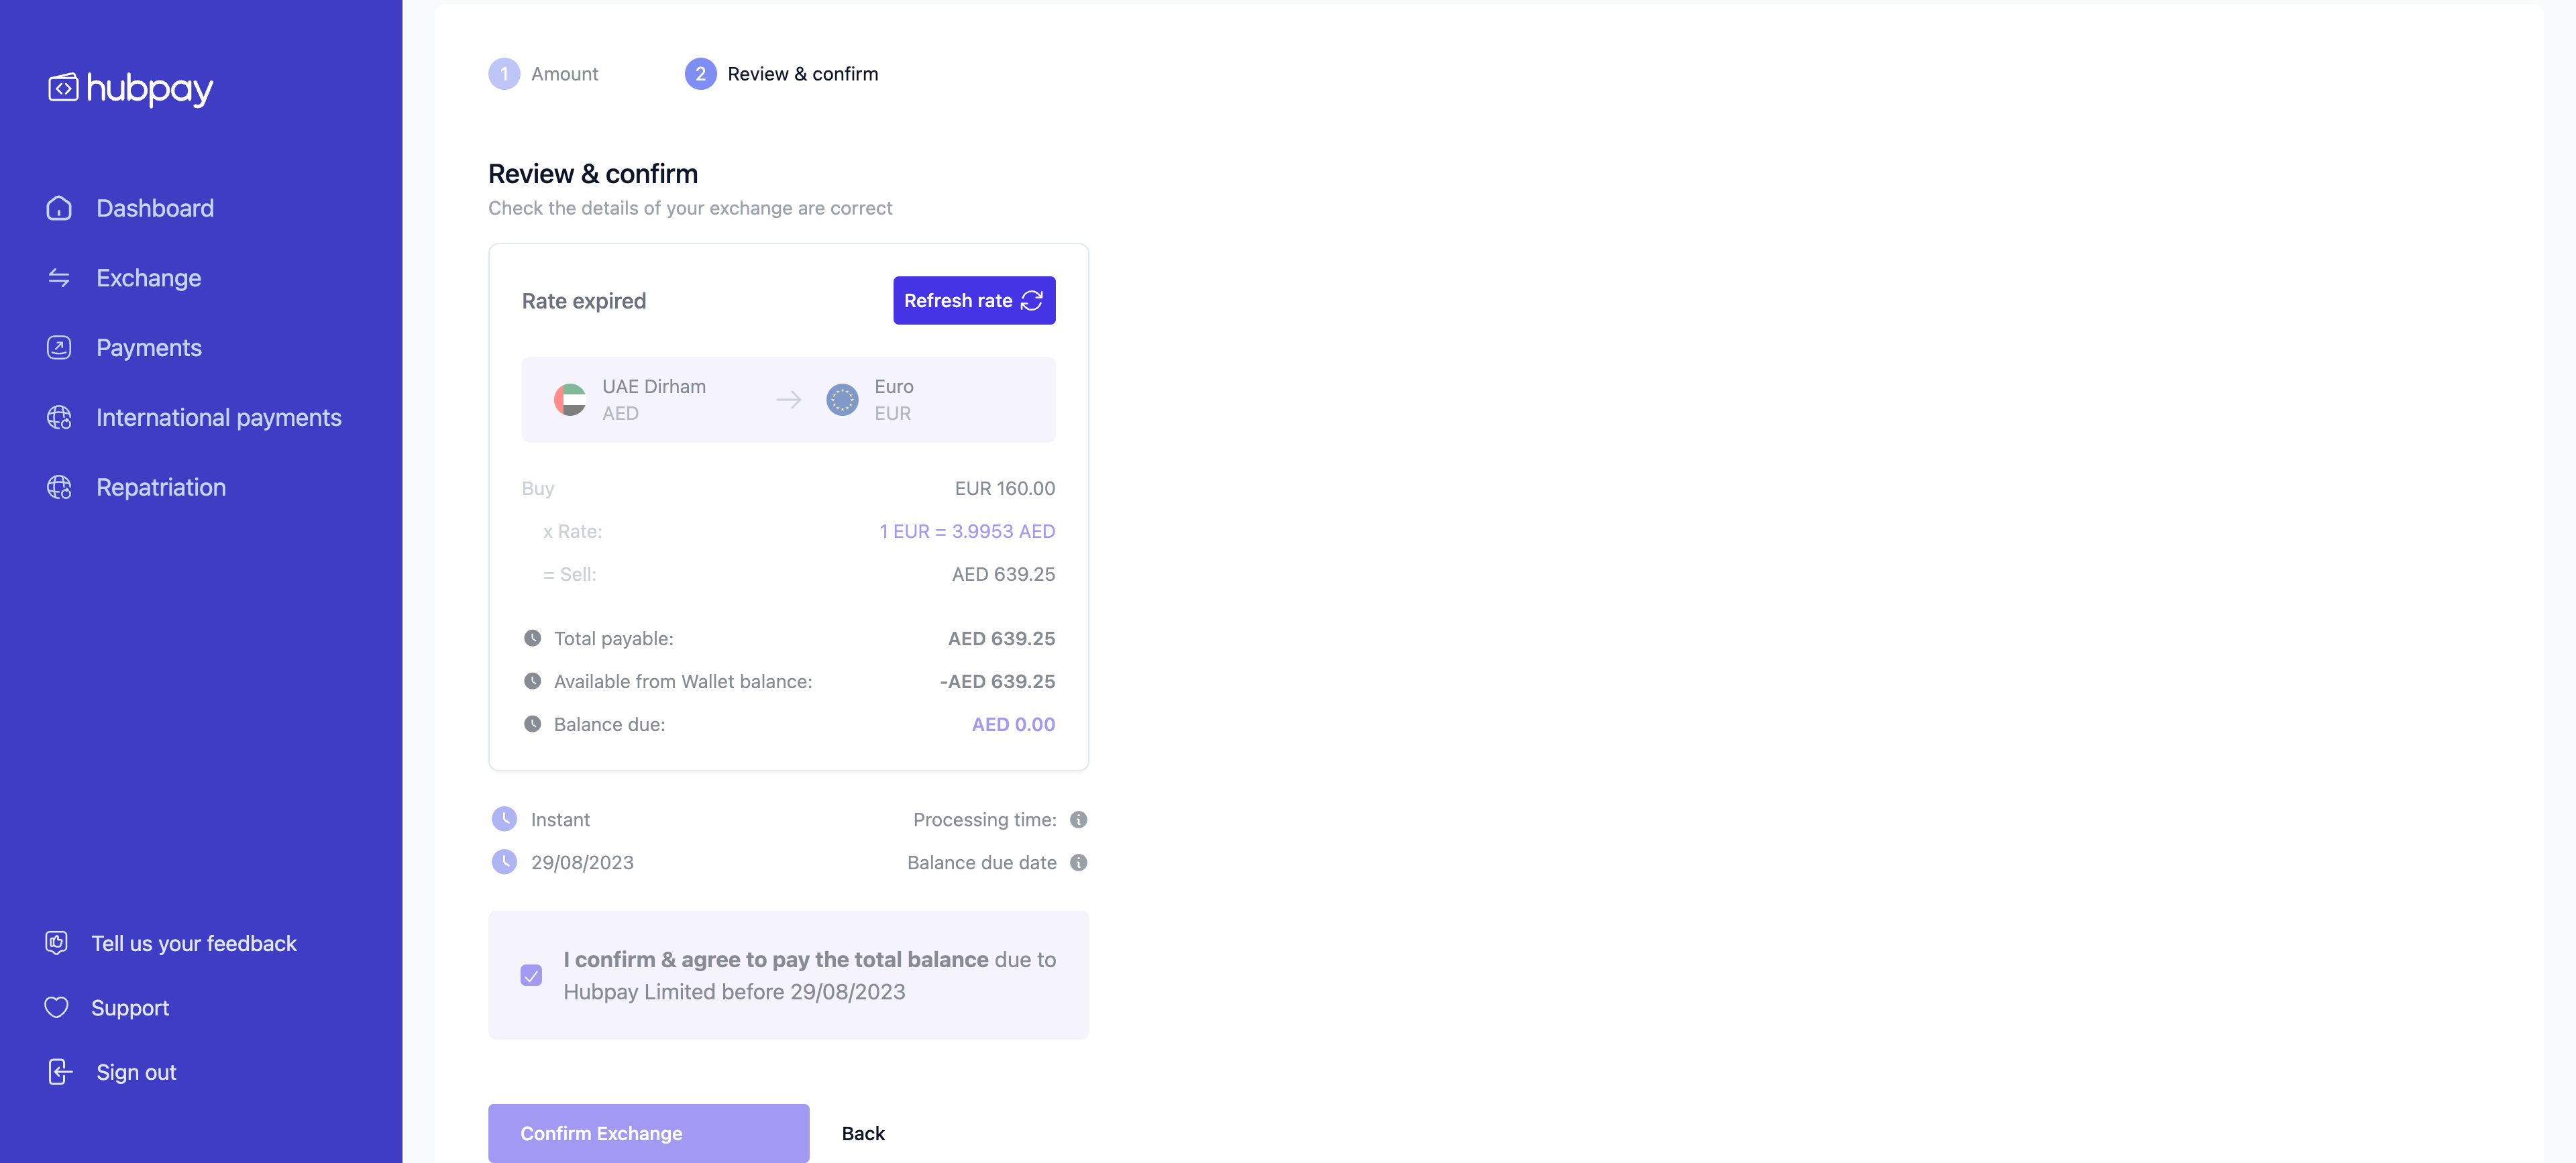 hubpay
Dashboard
Exchange
Payments
International payments
Repatriation
Tell us your feedback
Support
Sign out
1 Amount
2 Review & confirm
Review & confirm
Check the details of your exchange are correct
Rate expired
Refresh rate
UAE Dirham
AED
Euro
EUR
Buy EUR 160.00
x Rate: 1 EUR = 3.9953 AED
= Sell: AED 639.25
Total payable: AED 639.25
Available from Wallet balance: -AED 639.25
Balance due: AED 0.00
Instant Processing time:
29/08/2023 Balance due date
I confirm & agree to pay the total balance due to
Hubpay Limited before 29/08/2023
Confirm Exchange
Back